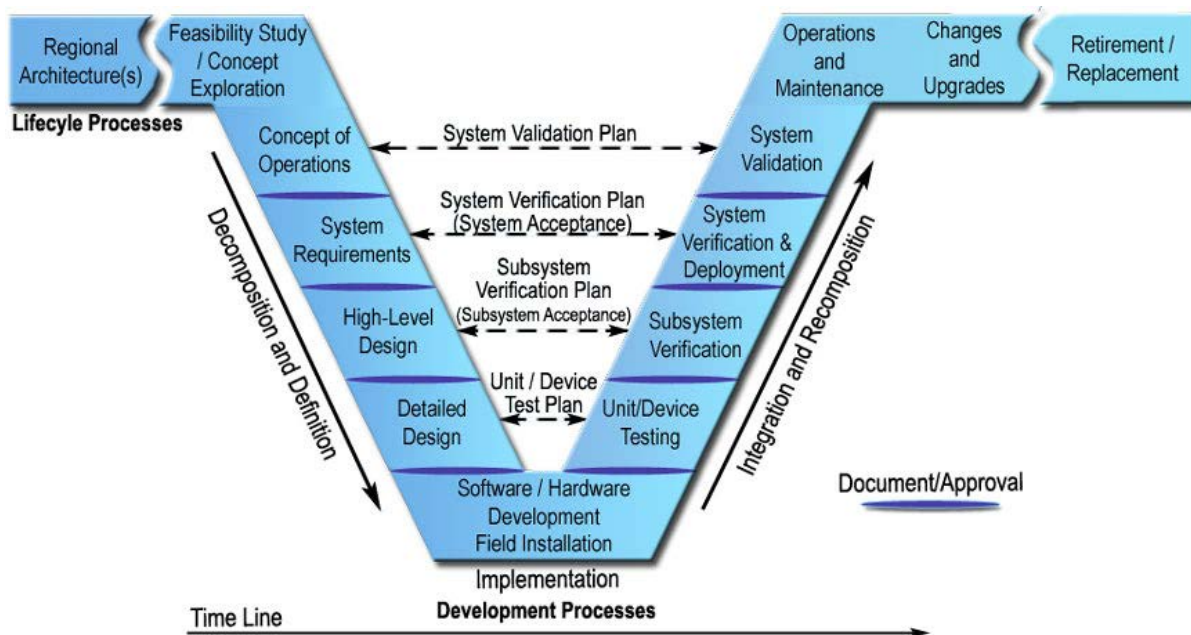 Regional
Architecture(s)
Feasibility Study
/ Concept
Exploration
Operations
and
Maintenance
Changes
and
Upgrades
Retirement /
Replacement
Lifecyle Processes
Concept of
Operations
System Validation Plan
System
Validation
System
Requirements
System Verification Plan
(System Acceptance)
System
Verification &
Deployment
High-Level
Design
Subsystem
Verification Plan
(Subsystem Acceptance)
Subsystem
Verification
Detailed
Design
Unit / Device
Test Plan
Unit/Device
Testing
Decomposition and Definition
Integration and Recomposition
Software / Hardware
Development
Field Installation
Document/Approval
Implementation
Development Processes
Time Line